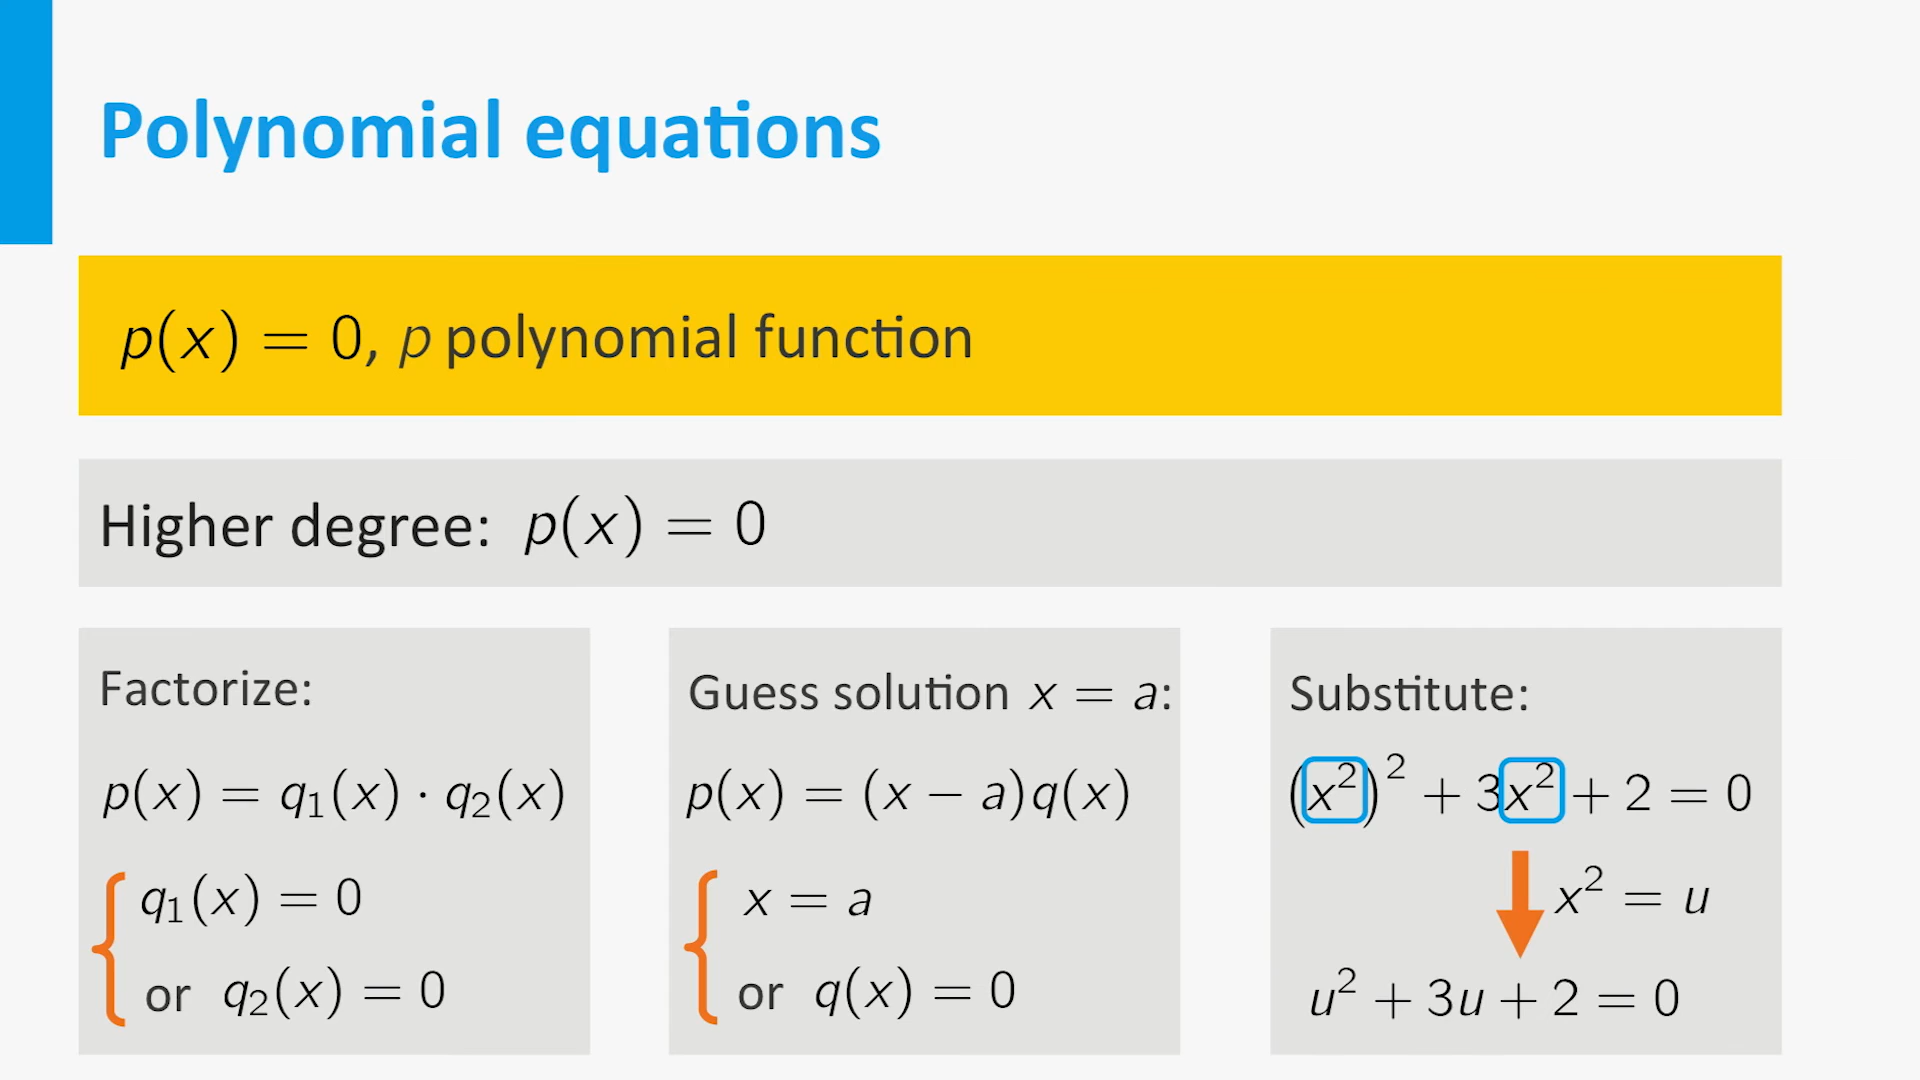 Polynomial equations
p(x) = 0, p polynomial function
Higher degree: p(x) = 0
Factorize:
p(x) = q₁(x) · q₂(x)
q₁(x) = 0
or q₂(x) = 0
Guess solution x = a:
p(x) = (x − a)q(x)
x = a
or q(x) = 0
Substitute:
(x²)² + 3x² + 2 = 0
x² = u
u² + 3u + 2 = 0